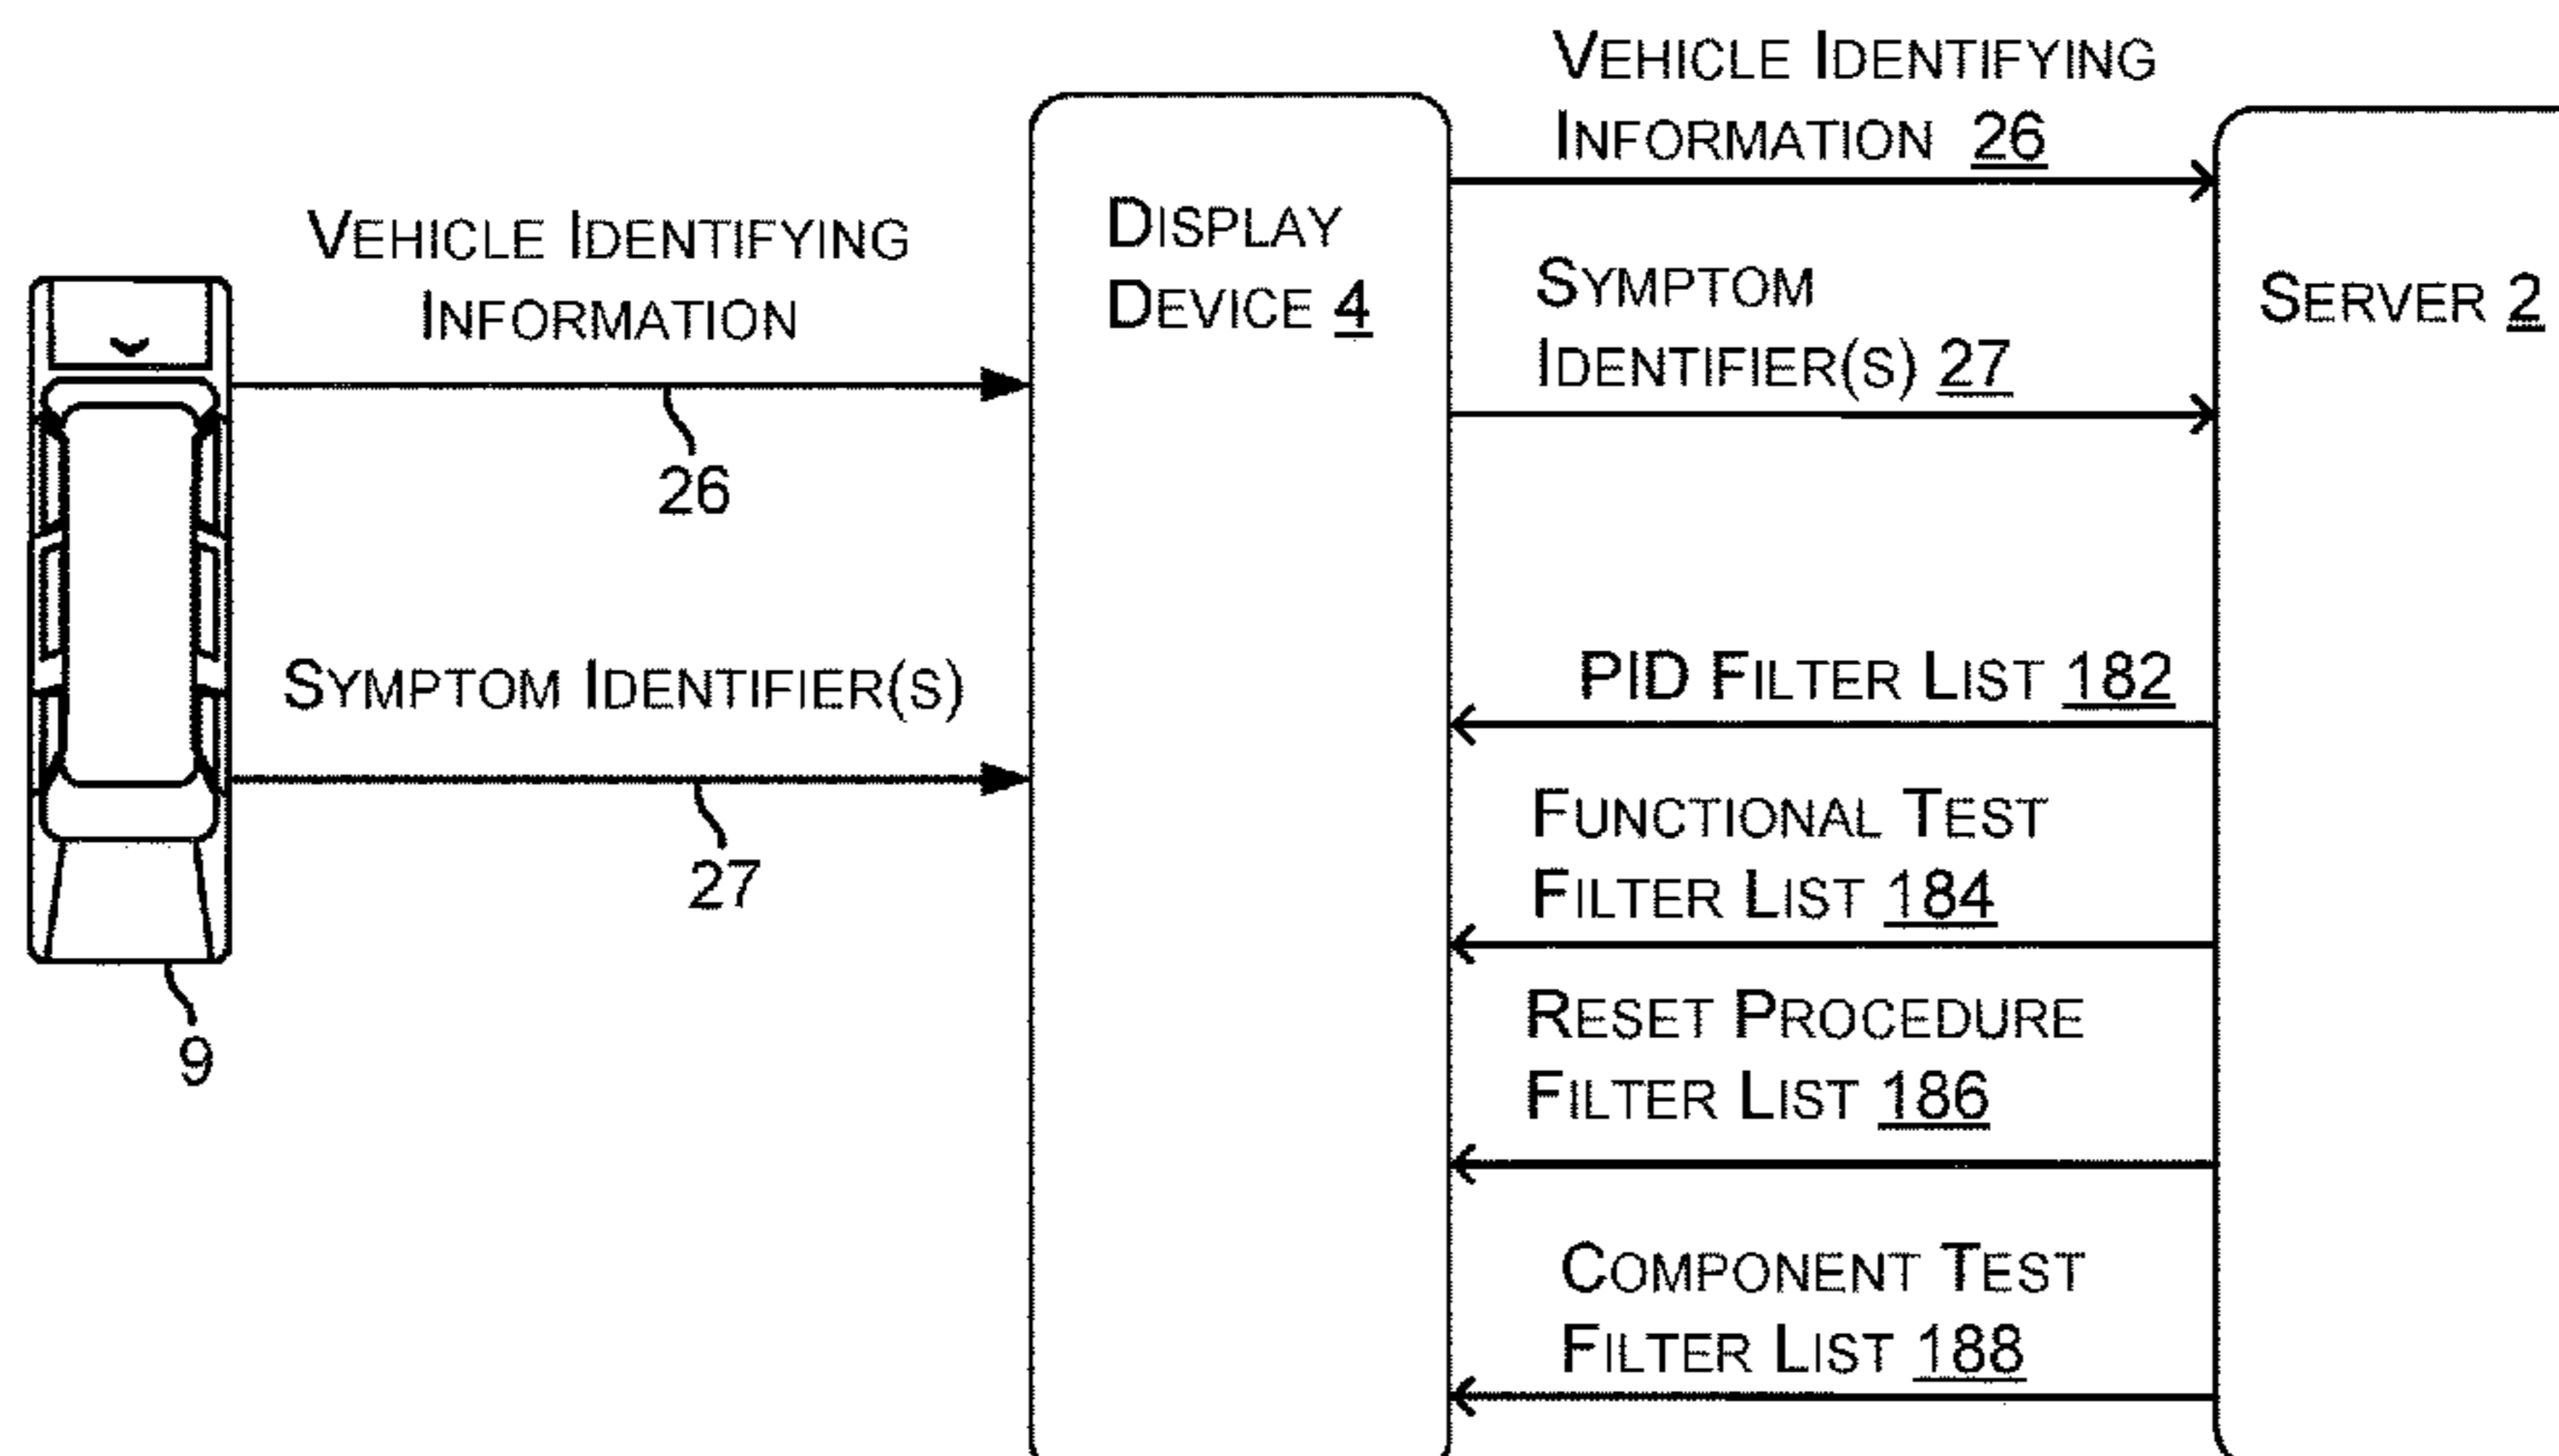 VEHICLE IDENTIFYING
INFORMATION
26
SYMPTOM IDENTIFIER(S)
27
9
DISPLAY
DEVICE 4
VEHICLE IDENTIFYING
INFORMATION 26
SYMPTOM
IDENTIFIER(S) 27
PID FILTER LIST 182
FUNCTIONAL TEST
FILTER LIST 184
RESET PROCEDURE
FILTER LIST 186
COMPONENT TEST
FILTER LIST 188
SERVER 2